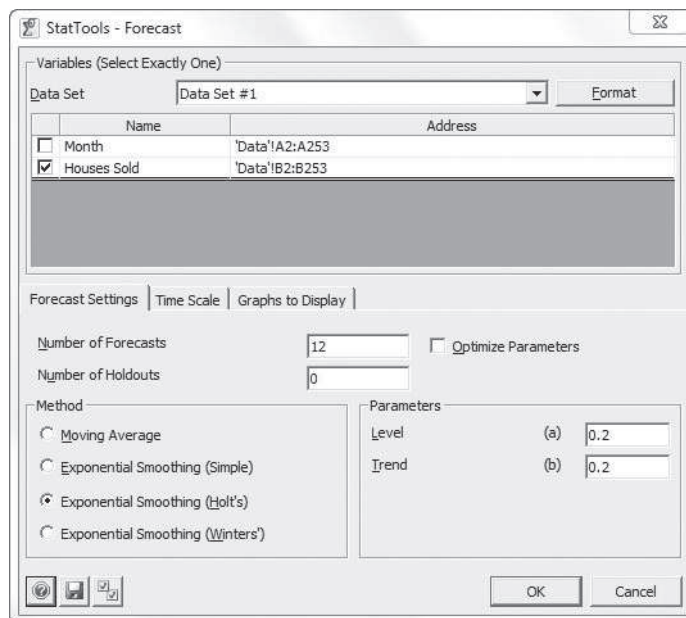 StatTools - Forecast
Variables (Select Exactly One)
Data Set Data Set #1 Format
Name Address
Month 'Data'!A2:A253
Houses Sold 'Data'!B2:B253
Forecast Settings Time Scale Graphs to Display
Number of Forecasts 12 Optimize Parameters
Number of Holdouts 0
Method Parameters
Moving Average Level (a) 0.2
Exponential Smoothing (Simple) Trend (b) 0.2
Exponential Smoothing (Holt's)
Exponential Smoothing (Winters')
OK Cancel